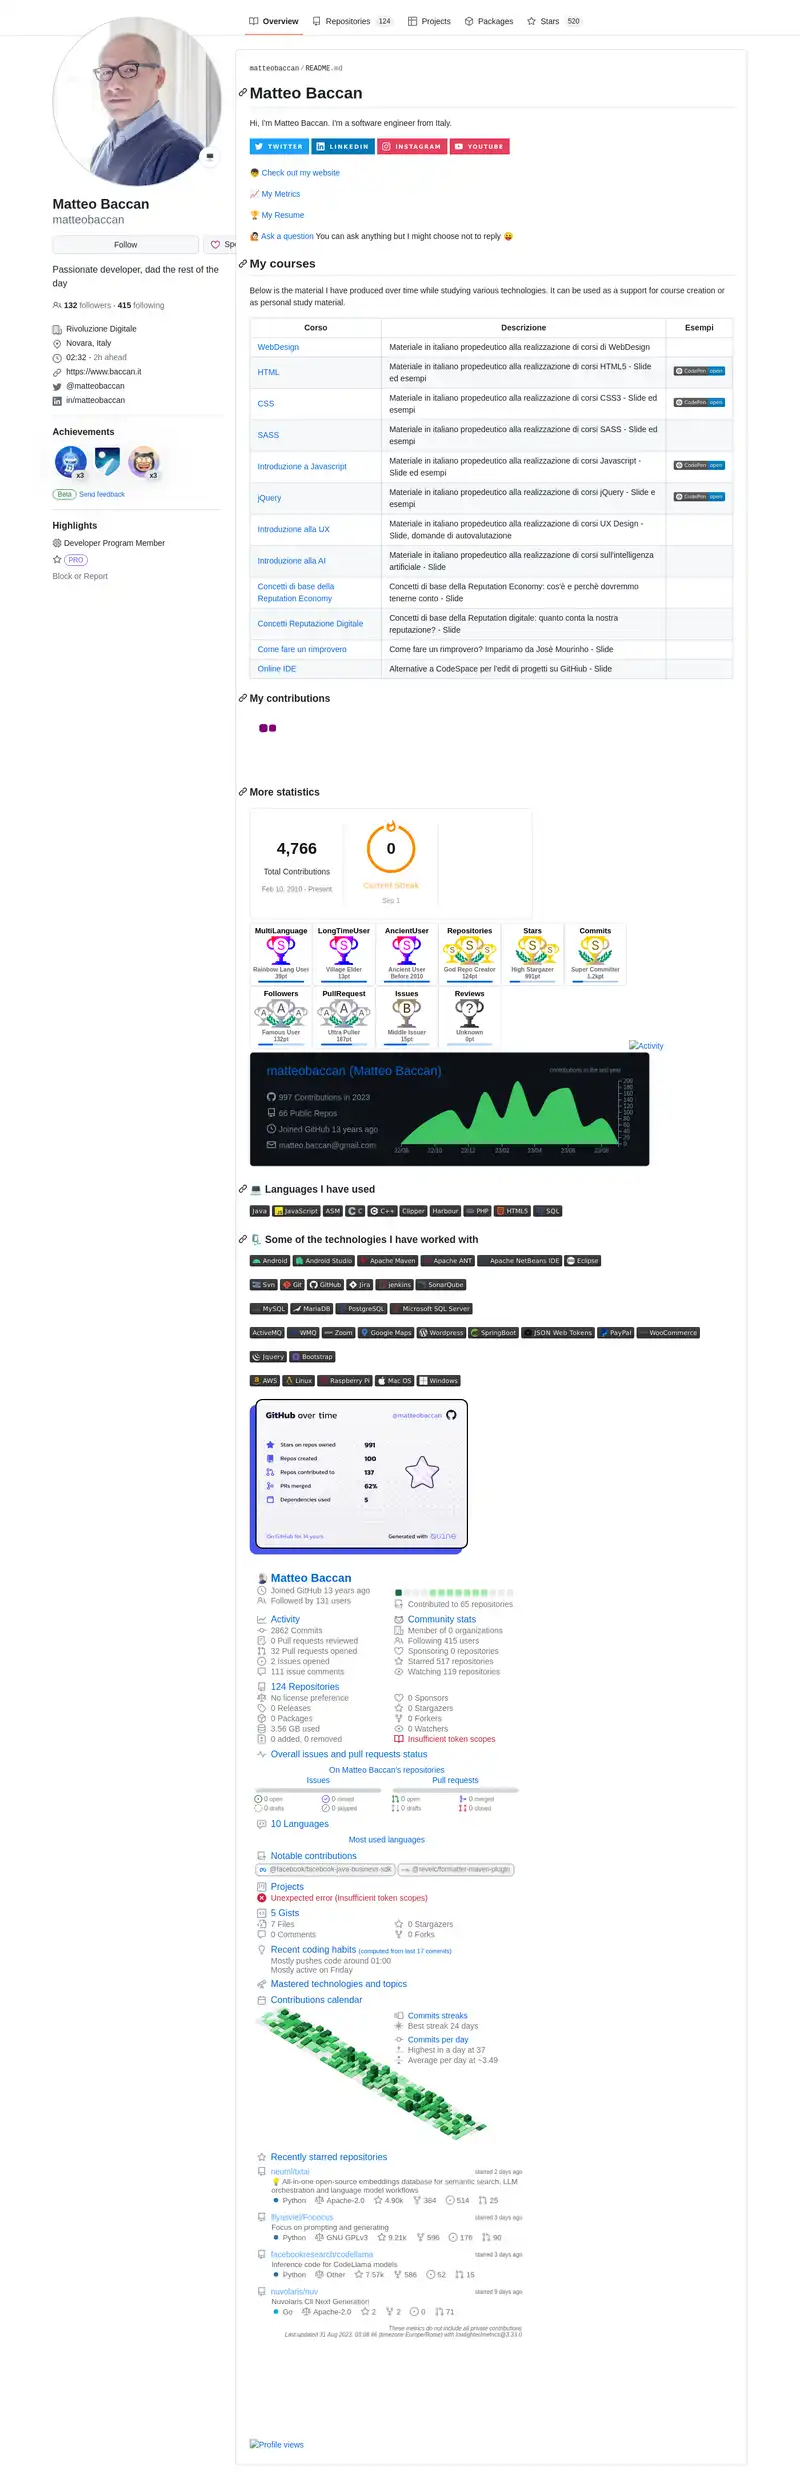 Overview
Repositories 124
Projects
Packages
Stars 520
Matteo Baccan
matteobaccan
Follow
Passionate developer, dad the rest of the
day
132 followers · 415 following
Rivoluzione Digitale
Novara, Italy
02:32 - 2h ahead
https://www.baccan.it
@matteobaccan
in/matteobaccan
Achievements
x3
x3
Beta Send feedback
Highlights
Developer Program Member
PRO
Block or Report
matteobaccan/README.md
Matteo Baccan
Hi, I'm Matteo Baccan. I'm a software engineer from Italy.
TWITTER LINKEDIN INSTAGRAM YOUTUBE
Check out my website
My Metrics
My Resume
Ask a question You can ask anything but I might choose not to reply
My courses
Below is the material I have produced over time while studying various technologies. It can be used as a support for course creation or
as personal study material.
Corso Descrizione Esempi
WebDesign Materiale in italiano propedeutico alla realizzazione di corsi di WebDesign
HTML Materiale in italiano propedeutico alla realizzazione di corsi HTML5 - Slide
ed esempi CodePen open
CSS Materiale in italiano propedeutico alla realizzazione di corsi CSS3 - Slide ed
esempi CodePen open
SASS Materiale in italiano propedeutico alla realizzazione di corsi SASS - Slide ed
esempi
Introduzione a Javascript Materiale in italiano propedeutico alla realizzazione di corsi Javascript -
Slide ed esempi CodePen open
jQuery Materiale in italiano propedeutico alla realizzazione di corsi jQuery - Slide e
esempi CodePen open
Introduzione alla UX Materiale in italiano propedeutico alla realizzazione di corsi UX Design -
Slide, domande di autovalutazione
Introduzione alla AI Materiale in italiano propedeutico alla realizzazione di corsi sull'intelligenza
artificiale - Slide
Concetti di base della Concetti di base della Reputation Economy: cos'è e perchè dovremmo
Reputation Economy tenerne conto - Slide
Concetti Reputazione Digitale Concetti di base della Reputation digitale: quanto conta la nostra
reputazione? - Slide
Come fare un rimprovero Come fare un rimprovero? Impariamo da José Mourinho - Slide
Online IDE Alternative a CodeSpace per l'edit di progetti su GitHiub - Slide
My contributions
More statistics
4,766
Total Contributions
Feb 10, 2010 - Present
0
Current Streak
Sep 1
MultiLanguage LongTimeUser AncientUser Repositories Stars Commits
S S S S S S S S
Rainbow Lang User Village Elder Ancient User God Repo Creator High Stargazer Super Committer
39pt 13pt Before 2010 124pt 991pt 1.2kpt
Followers PullRequest Issues Reviews
A A A A A A B ?
Famous User Ultra Puller Middle Issuer Unknown
132pt 167pt 15pt 0pt
Activity
matteobaccan (Matteo Baccan)
contributions in the last year
997 Contributions in 2023
66 Public Repos
Joined GitHub 13 years ago
matteo.baccan@gmail.com
200
180
160
140
120
100
80
60
40
20
0
22/08 22/10 22/12 23/02 23/04 23/06 23/08
Languages I have used
Java JavaScript ASM C C++ Clipper Harbour PHP HTML5 SQL
Some of the technologies I have worked with
Android Android Studio Apache Maven Apache ANT Apache NetBeans IDE Eclipse
Svn Git GitHub Jira Jenkins SonarQube
MySQL MariaDB PostgreSQL Microsoft SQL Server
ActiveMQ WMQ Zoom Google Maps Wordpress SpringBoot JSON Web Tokens PayPal WooCommerce
Jquery Bootstrap
AWS Linux Raspberry Pi Mac OS Windows
GitHub over time @matteobaccan
Stars on repos owned 991
Repos created 100
Repos contributed to 137
PRs merged 62%
Dependencies used 5
On GitHub for 14 years Generated with quine
Matteo Baccan
Joined GitHub 13 years ago
Followed by 131 users Contributed to 65 repositories
Activity Community stats
2862 Commits Member of 0 organizations
0 Pull requests reviewed Following 415 users
32 Pull requests opened Sponsoring 0 repositories
2 Issues opened Starred 517 repositories
111 issue comments Watching 119 repositories
124 Repositories
No license preference 0 Sponsors
0 Releases 0 Stargazers
0 Packages 0 Forkers
3.56 GB used 0 Watchers
0 added, 0 removed Insufficient token scopes
Overall issues and pull requests status
On Matteo Baccan's repositories
Issues Pull requests
0 open 0 closed 0 open 0 merged
0 drafts 0 skipped 0 drafts 0 closed
10 Languages
Most used languages
Notable contributions
@facebook/facebook-java-business-sdk @revelc/formatter-maven-plugin
Projects
Unexpected error (Insufficient token scopes)
5 Gists
7 Files 0 Stargazers
0 Comments 0 Forks
Recent coding habits (computed from last 17 commits)
Mostly pushes code around 01:00
Mostly active on Friday
Mastered technologies and topics
Contributions calendar
Commits streaks
Best streak 24 days
Commits per day
Highest in a day at 37
Average per day at ~3.49
Recently starred repositories
neuml/txtai starred 2 days ago
All-in-one open-source embeddings database for semantic search, LLM
orchestration and language model workflows
Python Apache-2.0 4.90k 384 514 25
lllyasviel/Fooocus starred 3 days ago
Focus on prompting and generating
Python GNU GPLv3 9.21k 596 176 90
facebookresearch/codellama starred 3 days ago
Inference code for CodeLlama models
Python Other 7.57k 586 52 15
nuvolaris/nuv starred 9 days ago
Nuvolaris Cli Next Generation
Go Apache-2.0 2 2 0 71
These metrics do not include all private contributions
Last updated 31 Aug 2023, 03:08:46 (timezone Europe/Rome) with lowlighter/metrics@3.35.0
Profile views